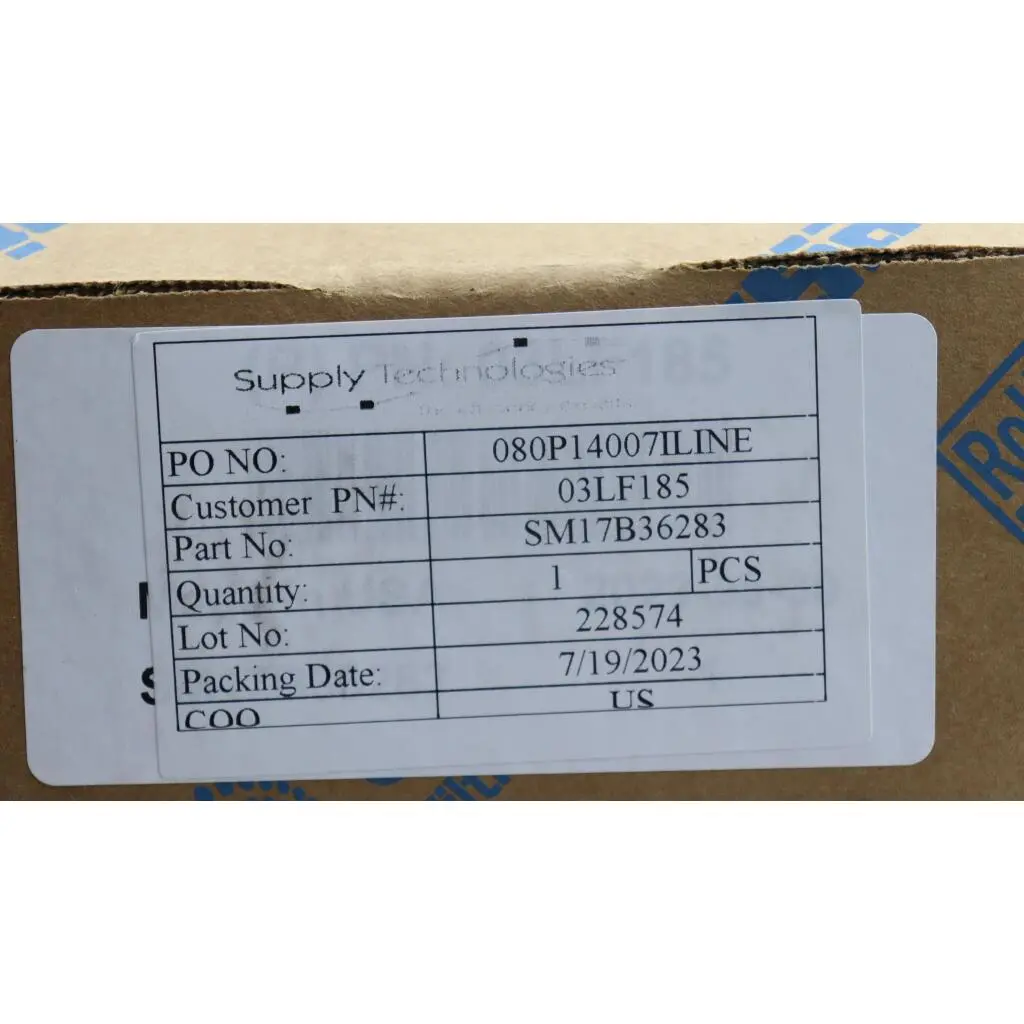 Supply Technologies
PO NO: 080P14007ILINE
Customer PN#: 03LF185
Part No: SM17B36283
Quantity: 1 PCS
Lot No: 228574
Packing Date: 7/19/2023
COO US